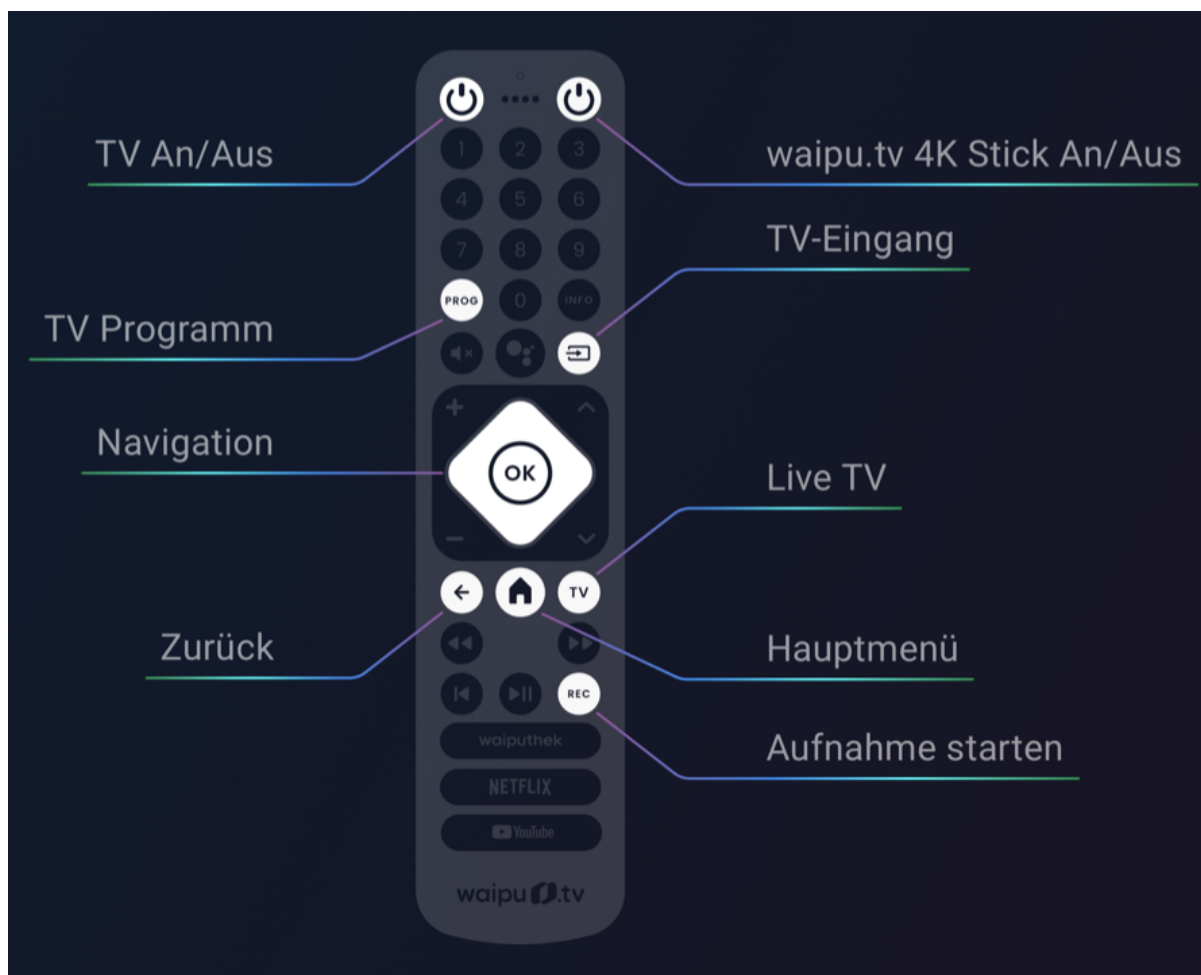 1 2 3
TV An/Aus
waipu.tv 4K Stick An/Aus
4 5 6
TV-Eingang
7 8 9
PROG 0 INFO
TV Programm
Navigation
OK
Live TV
TV
Zurück
Hauptmenü
REC
waiputhek
Aufnahme starten
NETFLIX
YouTube
waipu.tv